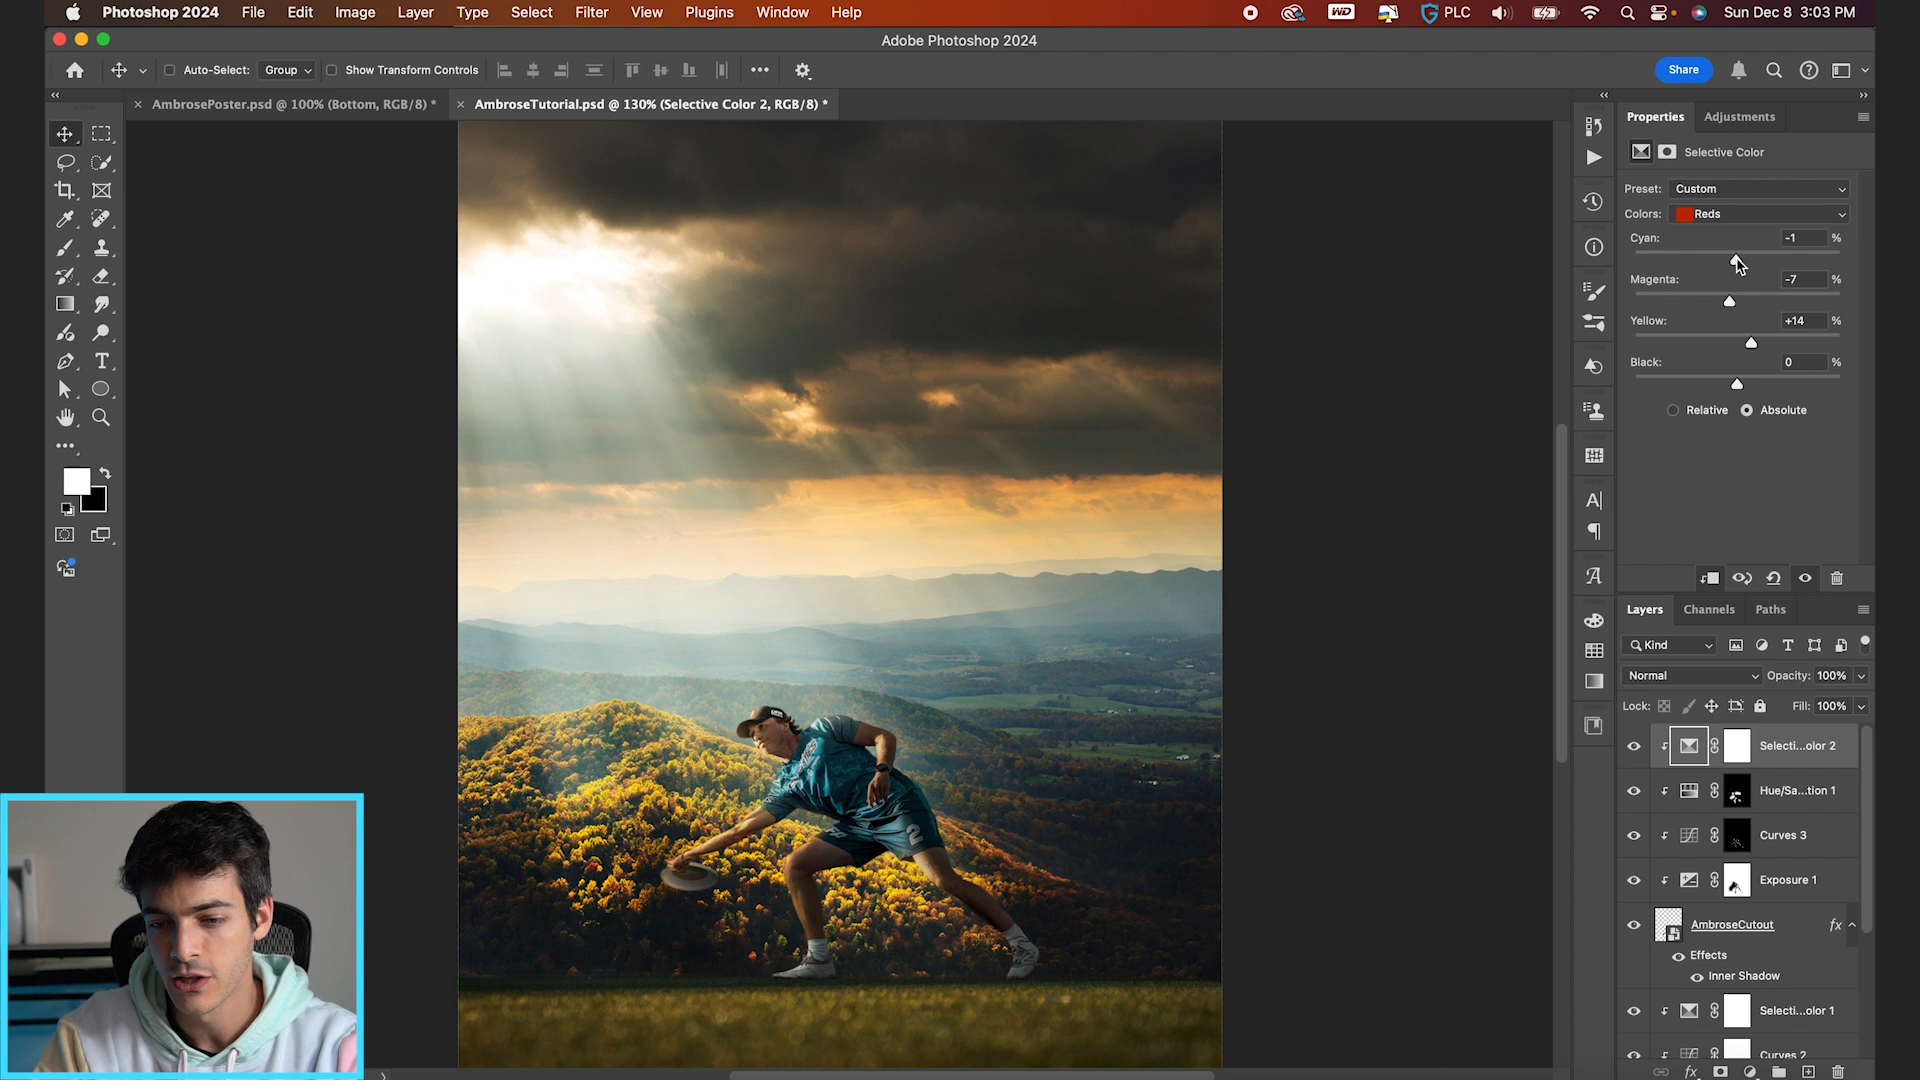 Photoshop 2024 File Edit Image Layer Type Select Filter View Plugins Window Help
WD PLC Sun Dec 8 3:03 PM
Adobe Photoshop 2024
Auto-Select: Group Show Transform Controls
Share
AmbrosePoster.psd @ 100% (Bottom, RGB/8) *
AmbroseTutorial.psd @ 130% (Selective Color 2, RGB/8) *
Properties Adjustments
Selective Color
Preset: Custom
Colors: Reds
Cyan: -1 %
Magenta: -7 %
Yellow: +14 %
Black: 0 %
Relative Absolute
Layers Channels Paths
Kind
Normal Opacity: 100%
Lock: Fill: 100%
Selecti...olor 2
Hue/Sa...tion 1
Curves 3
Exposure 1
AmbroseCutout fx
Effects
Inner Shadow
Selecti...olor 1
Curves 2
fx
2